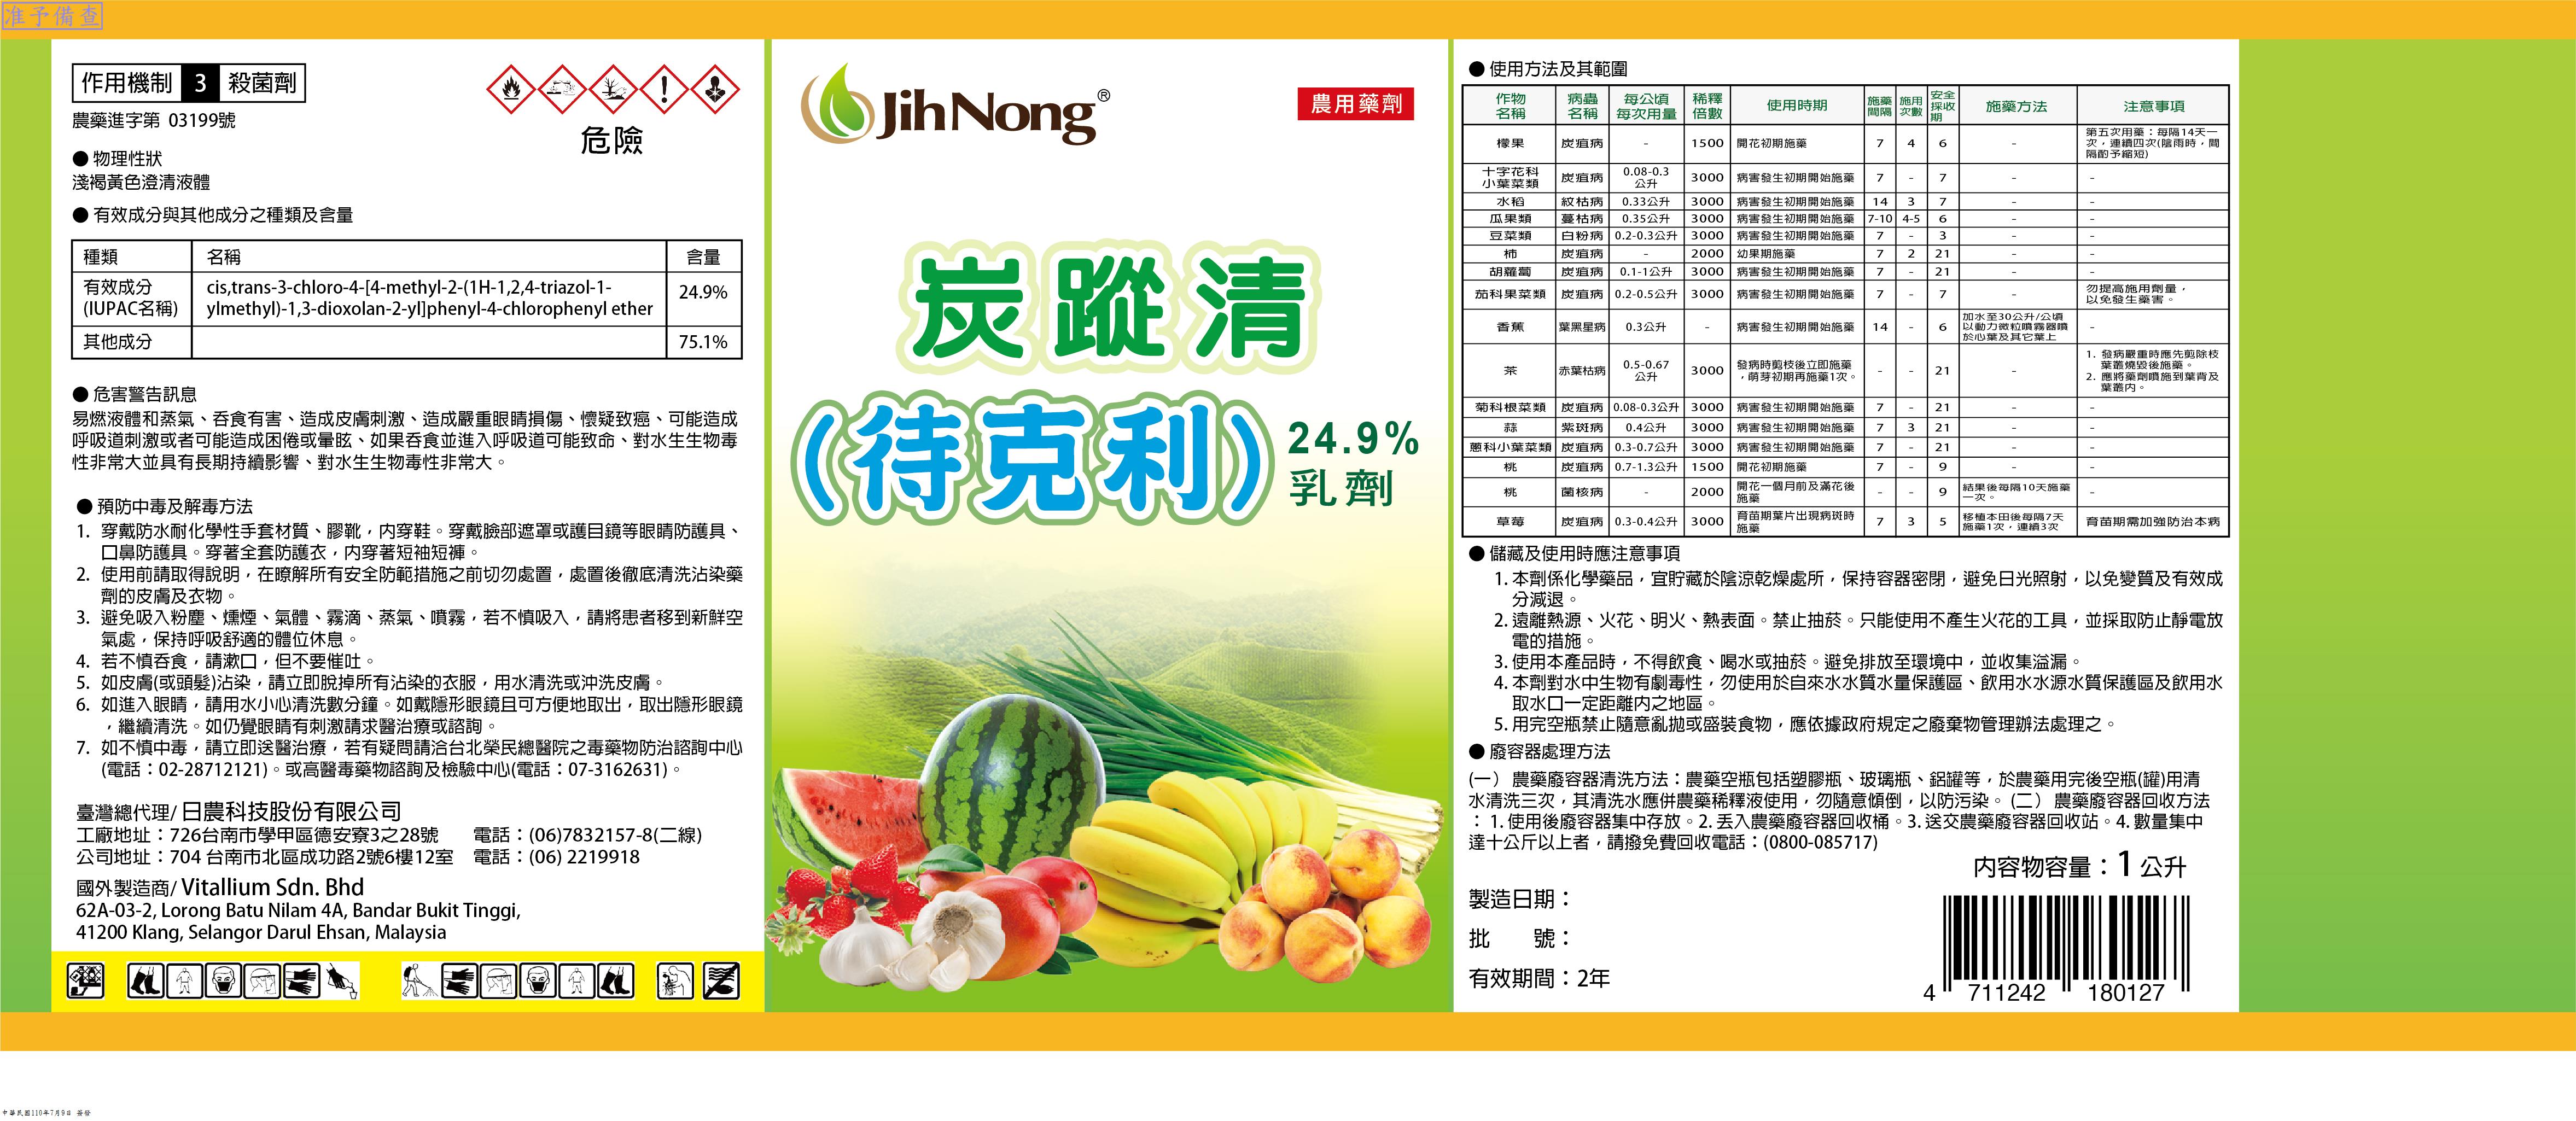 准予備查
作用機制 3 殺菌劑
農藥進字第 03199號
危險
● 物理性狀
淺褐黃色澄清液體
● 有效成分與其他成分之種類及含量
種類 名稱 含量
有效成分 cis,trans-3-chloro-4-[4-methyl-2-(1H-1,2,4-triazol-1- 24.9%
(IUPAC名稱) ylmethyl)-1,3-dioxolan-2-yl]phenyl-4-chlorophenyl ether
其他成分 75.1%
● 危害警告訊息
易燃液體和蒸氣、吞食有害、造成皮膚刺激、造成嚴重眼睛損傷、懷疑致癌、可能造成
呼吸道刺激或者可能造成困倦或暈眩、如果吞食並進入呼吸道可能致命、對水生生物毒
性非常大並具有長期持續影響、對水生生物毒性非常大。
● 預防中毒及解毒方法
1. 穿戴防水耐化學性手套材質、膠靴，內穿鞋。穿戴臉部遮罩或護目鏡等眼睛防護具、
口鼻防護具。穿著全套防護衣，內穿著短袖短褲。
2. 使用前請取得說明，在瞭解所有安全防範措施之前切勿處置，處置後徹底清洗沾染藥
劑的皮膚及衣物。
3. 避免吸入粉塵、燻煙、氣體、霧滴、蒸氣、噴霧，若不慎吸入，請將患者移到新鮮空
氣處，保持呼吸舒適的體位休息。
4. 若不慎吞食，請漱口，但不要催吐。
5. 如皮膚(或頭髮)沾染，請立即脫掉所有沾染的衣服，用水清洗或沖洗皮膚。
6. 如進入眼睛，請用水小心清洗數分鐘。如戴隱形眼鏡且可方便地取出，取出隱形眼鏡
，繼續清洗。如仍覺眼睛有刺激請求醫治療或諮詢。
7. 如不慎中毒，請立即送醫治療，若有疑問請洽台北榮民總醫院之毒藥物防治諮詢中心
(電話：02-28712121)。或高醫毒藥物諮詢及檢驗中心(電話：07-3162631)。
臺灣總代理/ 日農科技股份有限公司
工廠地址：726台南市學甲區德安寮3之28號 電話：(06)7832157-8(二線)
公司地址：704 台南市北區成功路2號6樓12室 電話：(06) 2219918
國外製造商/ Vitallium Sdn. Bhd
62A-03-2, Lorong Batu Nilam 4A, Bandar Bukit Tinggi,
41200 Klang, Selangor Darul Ehsan, Malaysia
Jih Nong®
農用藥劑
炭蹤清
(待克利)
24.9%
乳劑
● 使用方法及其範圍
作物名稱 病蟲名稱 每公頃每次用量 稀釋倍數 使用時期 施藥間隔 施用次數 安全採收期 施藥方法 注意事項
檬果 炭疽病 - 1500 開花初期施藥 7 4 6 - 第五次用藥：每隔14天一次，連續四次(陰雨時，間隔酌予縮短)
十字花科小葉菜類 炭疽病 0.08-0.3公升 3000 病害發生初期開始施藥 7 - 7 - -
水稻 紋枯病 0.33公升 3000 病害發生初期開始施藥 14 3 7 - -
瓜果類 蔓枯病 0.35公升 3000 病害發生初期開始施藥 7-10 4-5 6 - -
豆菜類 白粉病 0.2-0.3公升 3000 病害發生初期開始施藥 7 - 3 - -
柿 炭疽病 - 2000 幼果期施藥 7 2 21 - -
胡蘿蔔 炭疽病 0.1-1公升 3000 病害發生初期開始施藥 7 - 21 - -
茄科果菜類 炭疽病 0.2-0.5公升 3000 病害發生初期開始施藥 7 - 7 - 勿提高施用劑量，以免發生藥害。
香蕉 葉黑星病 0.3公升 - 病害發生初期開始施藥 14 - 6 加水至30公升/公頃以動力微粒噴霧器噴於心葉及其它葉上 -
茶 赤葉枯病 0.5-0.67公升 3000 發病時剪枝後立即施藥，萌芽初期再施藥1次。 - - 21 - 1. 發病嚴重時應先剪除枝葉叢燒毀後施藥。2. 應將藥劑噴施到葉背及葉叢內。
菊科根菜類 炭疽病 0.08-0.3公升 3000 病害發生初期開始施藥 7 - 21 - -
蒜 紫斑病 0.4公升 3000 病害發生初期開始施藥 7 3 21 - -
蔥科小葉菜類 炭疽病 0.3-0.7公升 3000 病害發生初期開始施藥 7 - 21 - -
桃 炭疽病 0.7-1.3公升 1500 開花初期施藥 7 - 9 - -
桃 菌核病 - 2000 開花一個月前及滿花後施藥 - - 9 結果後每隔10天施藥一次。 -
草莓 炭疽病 0.3-0.4公升 3000 育苗期葉片出現病斑時施藥 7 3 5 移植本田後每隔7天施藥1次，連續3次 育苗期需加強防治本病
● 儲藏及使用時應注意事項
1. 本劑係化學藥品，宜貯藏於陰涼乾燥處所，保持容器密閉，避免日光照射，以免變質及有效成
分減退。
2. 遠離熱源、火花、明火、熱表面。禁止抽菸。只能使用不產生火花的工具，並採取防止靜電放
電的措施。
3. 使用本產品時，不得飲食、喝水或抽菸。避免排放至環境中，並收集溢漏。
4. 本劑對水中生物有劇毒性，勿使用於自來水水質水量保護區、飲用水水源水質保護區及飲用水
取水口一定距離內之地區。
5. 用完空瓶禁止隨意亂拋或盛裝食物，應依據政府規定之廢棄物管理辦法處理之。
● 廢容器處理方法
(一） 農藥廢容器清洗方法：農藥空瓶包括塑膠瓶、玻璃瓶、鋁罐等，於農藥用完後空瓶(罐)用清
水清洗三次，其清洗水應併農藥稀釋液使用，勿隨意傾倒，以防污染。(二） 農藥廢容器回收方法
：1. 使用後廢容器集中存放。2. 丟入農藥廢容器回收桶。3. 送交農藥廢容器回收站。4. 數量集中
達十公斤以上者，請撥免費回收電話：(0800-085717)
內容物容量：1 公升
製造日期：
批 號：
有效期間：2年
4 711242 180127
中華民國110年7月9日 簽發